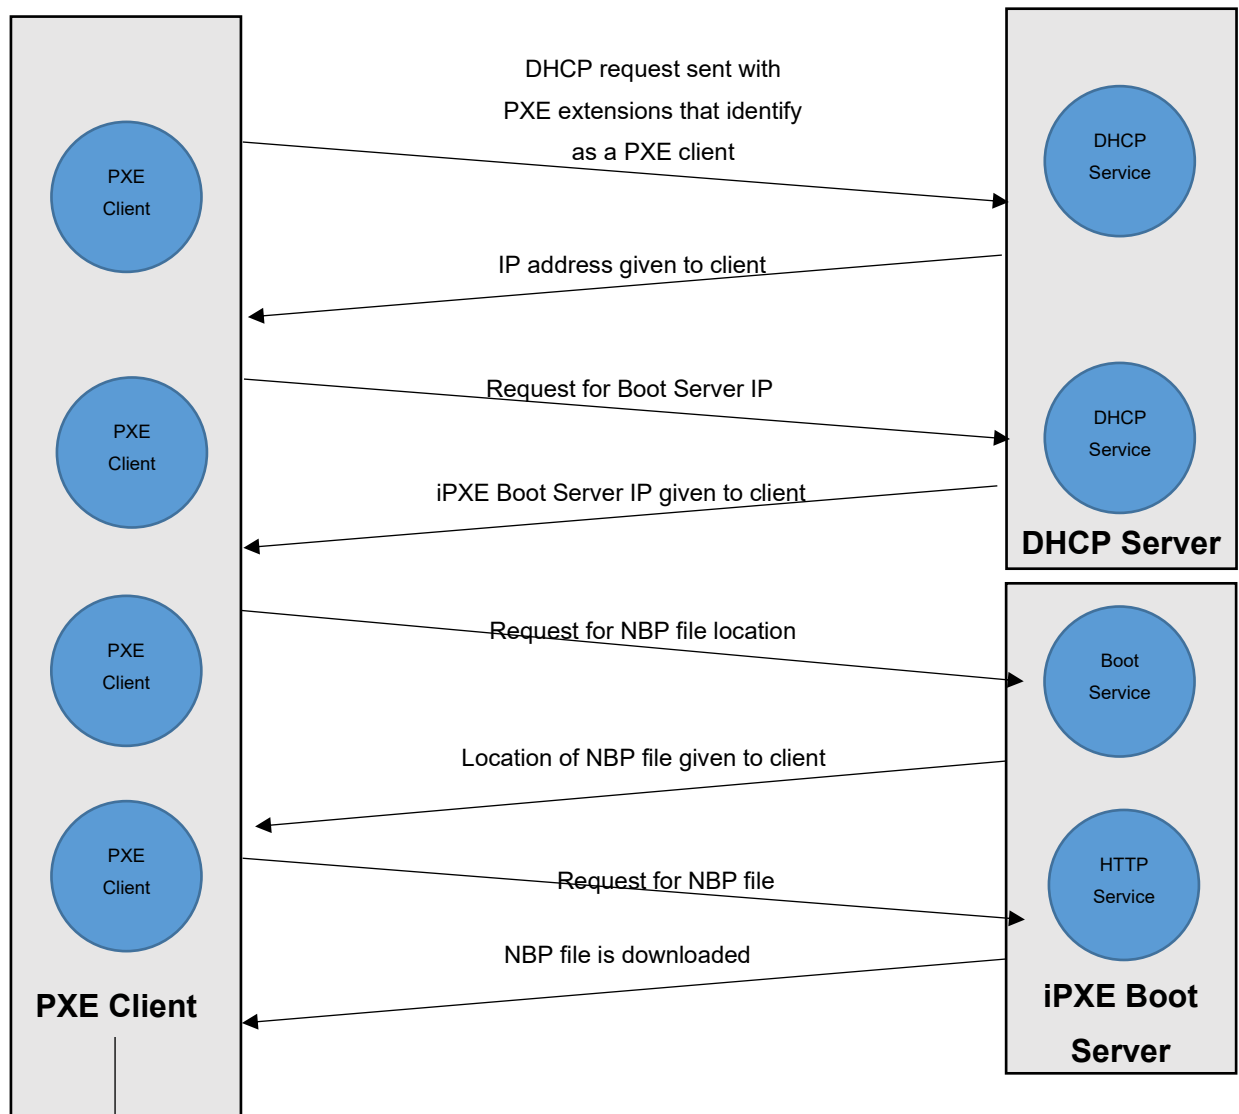 DHCP request sent with
PXE extensions that identify
as a PXE client
PXE
Client
DHCP
Service
IP address given to client
Request for Boot Server IP
PXE
Client
DHCP
Service
iPXE Boot Server IP given to client
DHCP Server
Request for NBP file location
PXE
Client
Boot
Service
Location of NBP file given to client
PXE
Client
Request for NBP file
HTTP
Service
NBP file is downloaded
PXE Client
iPXE Boot
Server